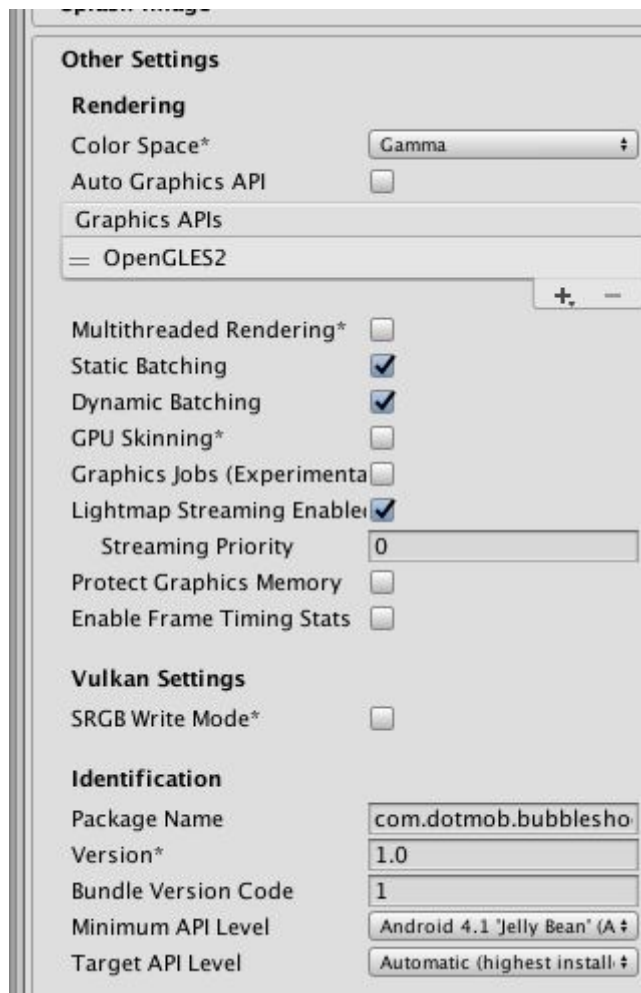 Splash Image
Other Settings
Rendering
Color Space* Gamma
Auto Graphics API
Graphics APIs
OpenGLES2
Multithreaded Rendering*
Static Batching
Dynamic Batching
GPU Skinning*
Graphics Jobs (Experimenta
Lightmap Streaming Enable
Streaming Priority 0
Protect Graphics Memory
Enable Frame Timing Stats
Vulkan Settings
SRGB Write Mode*
Identification
Package Name com.dotmob.bubblesho
Version* 1.0
Bundle Version Code 1
Minimum API Level Android 4.1 'Jelly Bean' (A
Target API Level Automatic (highest install